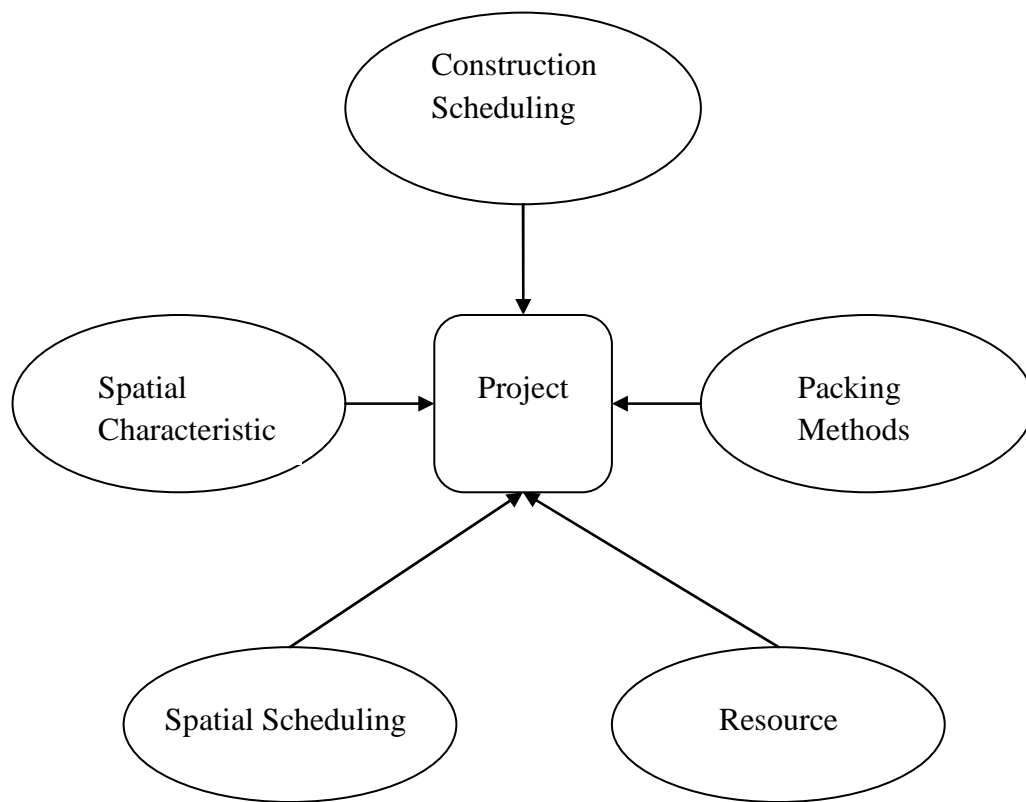 Construction
Scheduling
Spatial
Characteristic
Project
Packing
Methods
Spatial Scheduling
Resource